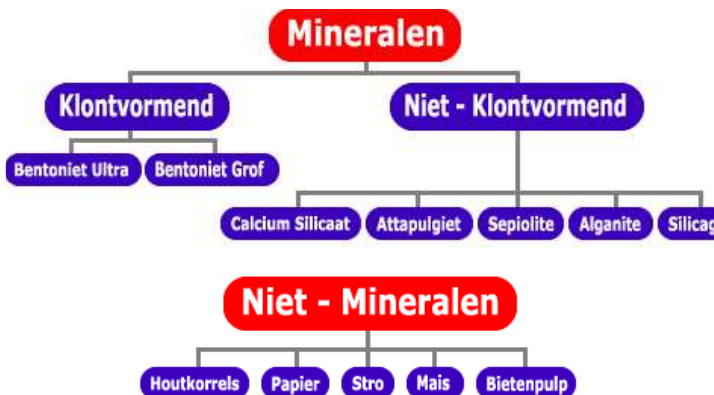 Mineralen
Klontvormend
Niet - Klontvormend
Bentoniet Ultra
Bentoniet Grof
Calcium Silicaat
Attapulgiet
Sepiolite
Alganite
Niet - Mineralen
Houtkorrels
Papier
Stro
Mais
Bietenpulp